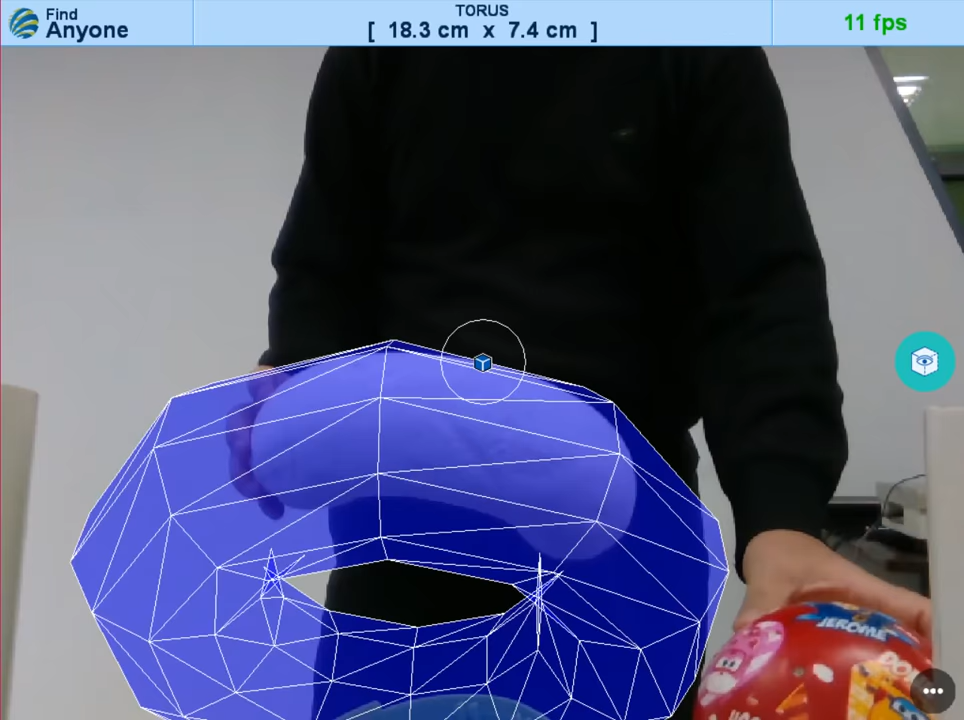 Find
Anyone
TORUS
[ 18.3 cm x 7.4 cm ]
11 fps
JEROME